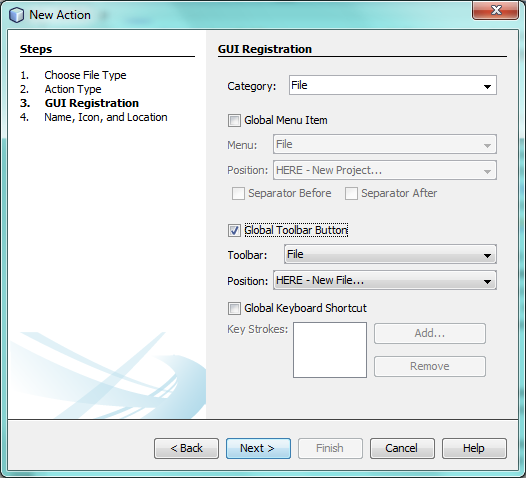 New Action
Steps
1. Choose File Type
2. Action Type
3. GUI Registration
4. Name, Icon, and Location
GUI Registration
Category: File
Global Menu Item
Menu: File
Position: HERE - New Project...
Separator Before Separator After
Global Toolbar Button
Toolbar: File
Position: HERE - New File...
Global Keyboard Shortcut
Key Strokes: Add...
Remove
< Back Next > Finish Cancel Help